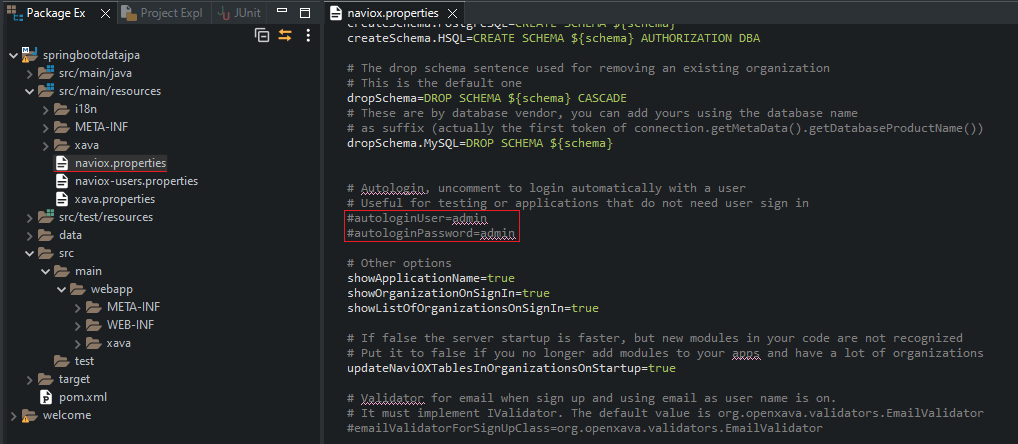 Package Ex
Project Expl
JUnit
springbootdatajpa
src/main/java
src/main/resources
i18n
META-INF
xava
naviox.properties
naviox-users.properties
xava.properties
src/test/resources
data
src
main
webapp
META-INF
WEB-INF
xava
test
target
pom.xml
welcome
naviox.properties
createSchema.PostgreSQL=CREATE SCHEMA ${schema}
createSchema.HSQL=CREATE SCHEMA ${schema} AUTHORIZATION DBA
# The drop schema sentence used for removing an existing organization
# This is the default one
dropSchema=DROP SCHEMA ${schema} CASCADE
# These are by database vendor, you can add yours using the database name
# as suffix (actually the first token of connection.getMetaData().getDatabaseProductName())
dropSchema.MySQL=DROP SCHEMA ${schema}
# Autologin, uncomment to login automatically with a user
# Useful for testing or applications that do not need user sign in
#autologinUser=admin
#autologinPassword=admin
# Other options
showApplicationName=true
showOrganizationOnSignIn=true
showListOfOrganizationsOnSignIn=true
# If false the server startup is faster, but new modules in your code are not recognized
# Put it to false if you no longer add modules to your apps and have a lot of organizations
updateNaviOXTablesInOrganizationsOnStartup=true
# Validator for email when sign up and using email as user name is on.
# It must implement IValidator. The default value is org.openxava.validators.EmailValidator
#emailValidatorForSignUpClass=org.openxava.validators.EmailValidator